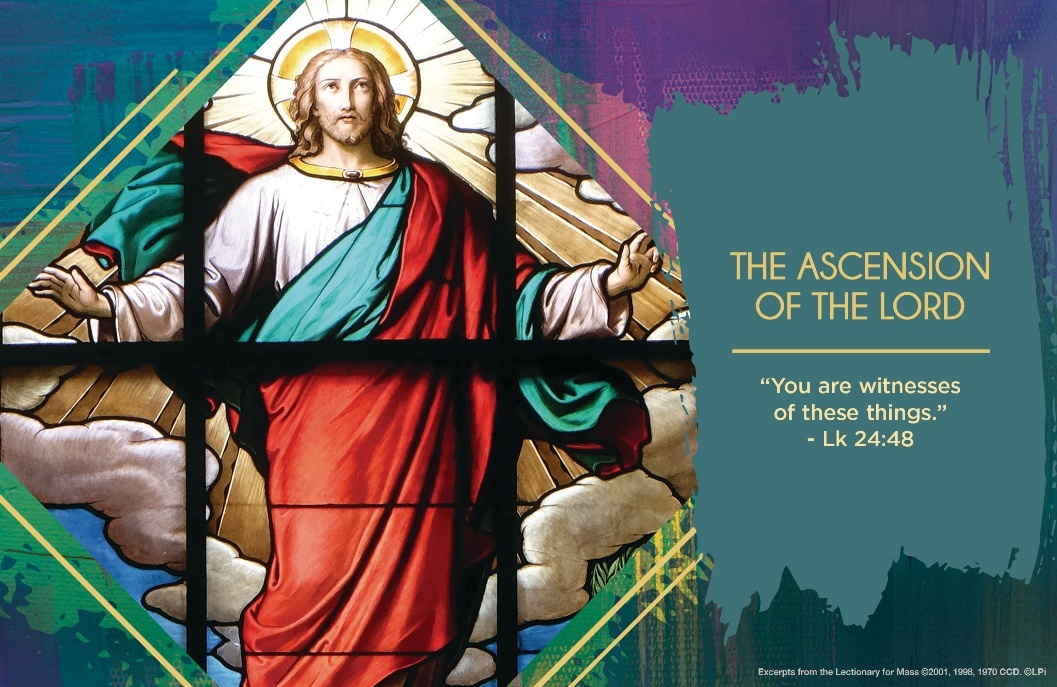 THE ASCENSION
OF THE LORD
“You are witnesses
of these things.”
- Lk 24:48
Excerpts from the Lectionary for Mass ©2001, 1998, 1970 CCD. ©LPi